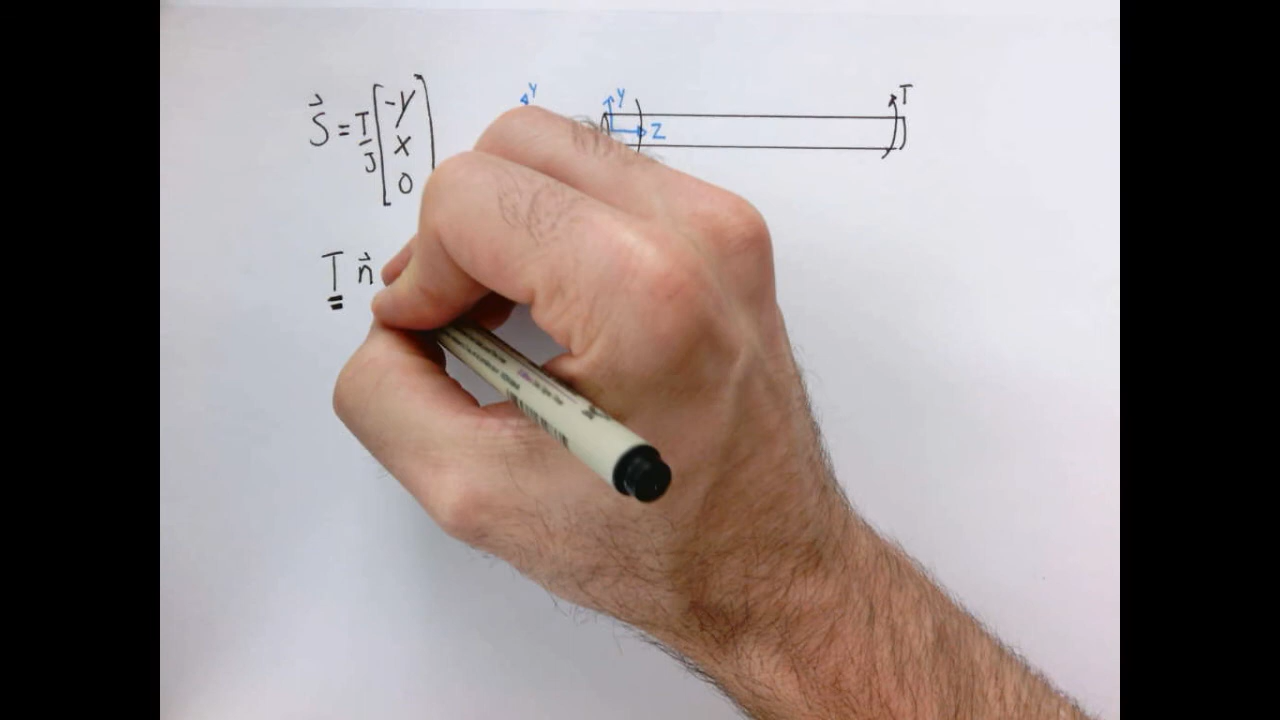 S⃗ = T/J [-y
x
0]
Y
Y
Z
T
T n⃗